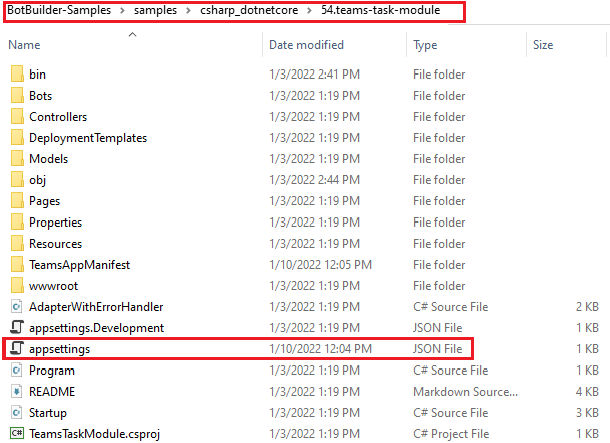 BotBuilder-Samples > samples > csharp_dotnetcore > 54.teams-task-module
Name Date modified Type Size
bin 1/3/2022 2:41 PM File folder
Bots 1/3/2022 1:19 PM File folder
Controllers 1/3/2022 1:19 PM File folder
DeploymentTemplates 1/3/2022 1:19 PM File folder
Models 1/3/2022 1:19 PM File folder
obj 1/3/2022 2:44 PM File folder
Pages 1/3/2022 1:19 PM File folder
Properties 1/3/2022 1:19 PM File folder
Resources 1/3/2022 1:19 PM File folder
TeamsAppManifest 1/10/2022 12:05 PM File folder
wwwroot 1/3/2022 1:19 PM File folder
AdapterWithErrorHandler 1/3/2022 1:19 PM C# Source File 2 KB
appsettings.Development 1/3/2022 1:19 PM JSON File 1 KB
appsettings 1/10/2022 12:04 PM JSON File 1 KB
Program 1/3/2022 1:19 PM C# Source File 1 KB
README 1/3/2022 1:19 PM Markdown Source... 4 KB
Startup 1/3/2022 1:19 PM C# Source File 3 KB
C# TeamsTaskModule.csproj 1/3/2022 1:19 PM C# Project File 1 KB